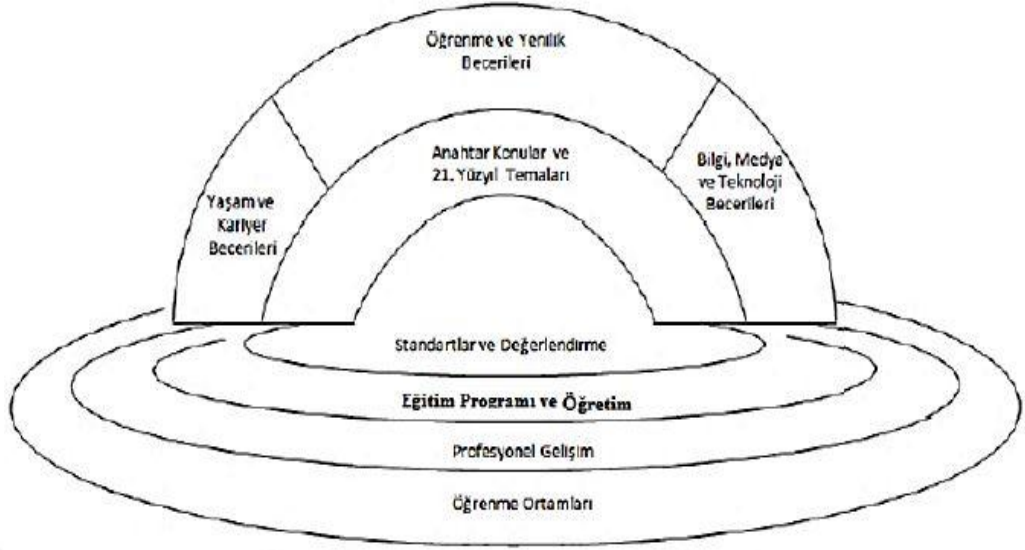 Öğrenme ve Yenilik
Becerileri
Anahtar Konular ve
21. Yüzyıl Temaları
Bilgi, Medya
ve Teknoloji
Becerileri
Yaşam ve
Kariyer
Becerileri
Standartlar ve Değerlendirme
Eğitim Programı ve Öğretim
Profesyonel Gelişim
Öğrenme Ortamları